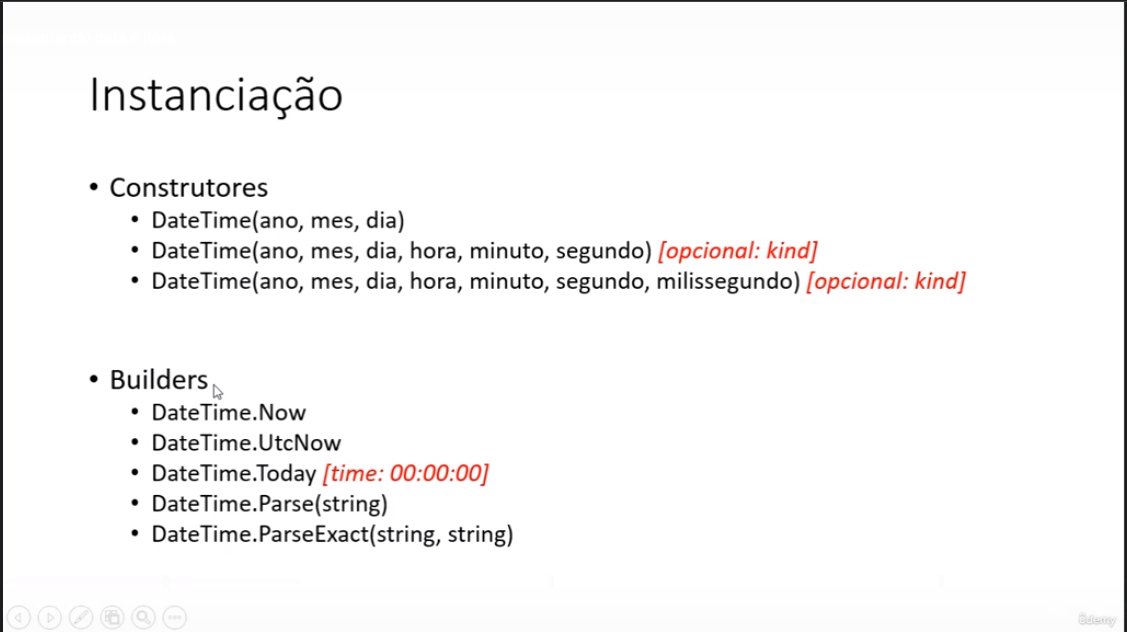 Instanciação
• Construtores
• DateTime(ano, mes, dia)
• DateTime(ano, mes, dia, hora, minuto, segundo) [opcional: kind]
• DateTime(ano, mes, dia, hora, minuto, segundo, milissegundo) [opcional: kind]
• Builders
• DateTime.Now
• DateTime.UtcNow
• DateTime.Today [time: 00:00:00]
• DateTime.Parse(string)
• DateTime.ParseExact(string, string)
ûdemy